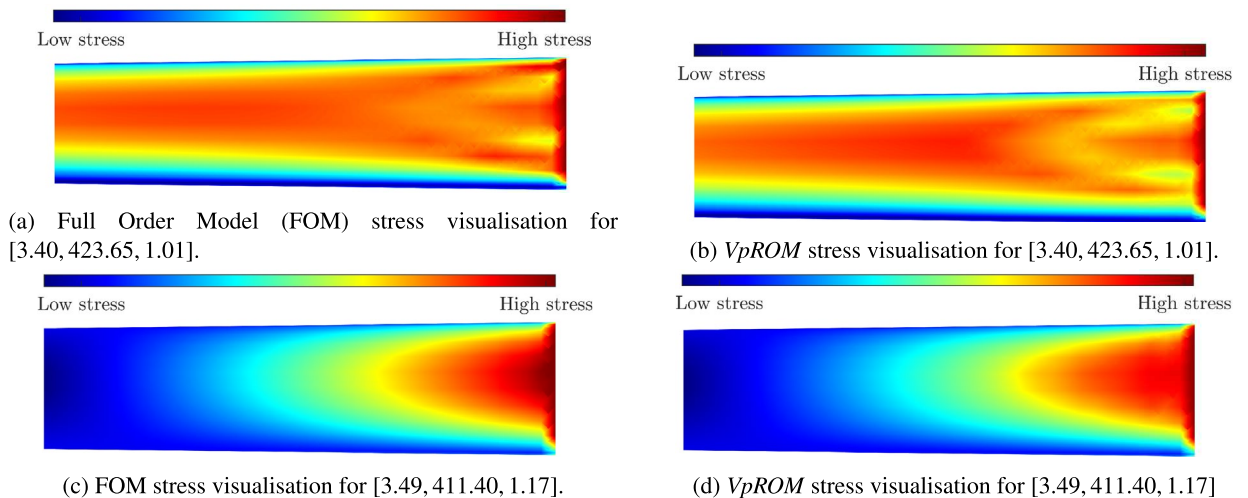 Low stress High stress
Low stress High stress
(a) Full Order Model (FOM) stress visualisation for
[3.40, 423.65, 1.01].
(b) VpROM stress visualisation for [3.40, 423.65, 1.01].
Low stress High stress
Low stress High stress
(c) FOM stress visualisation for [3.49, 411.40, 1.17].
(d) VpROM stress visualisation for [3.49, 411.40, 1.17]